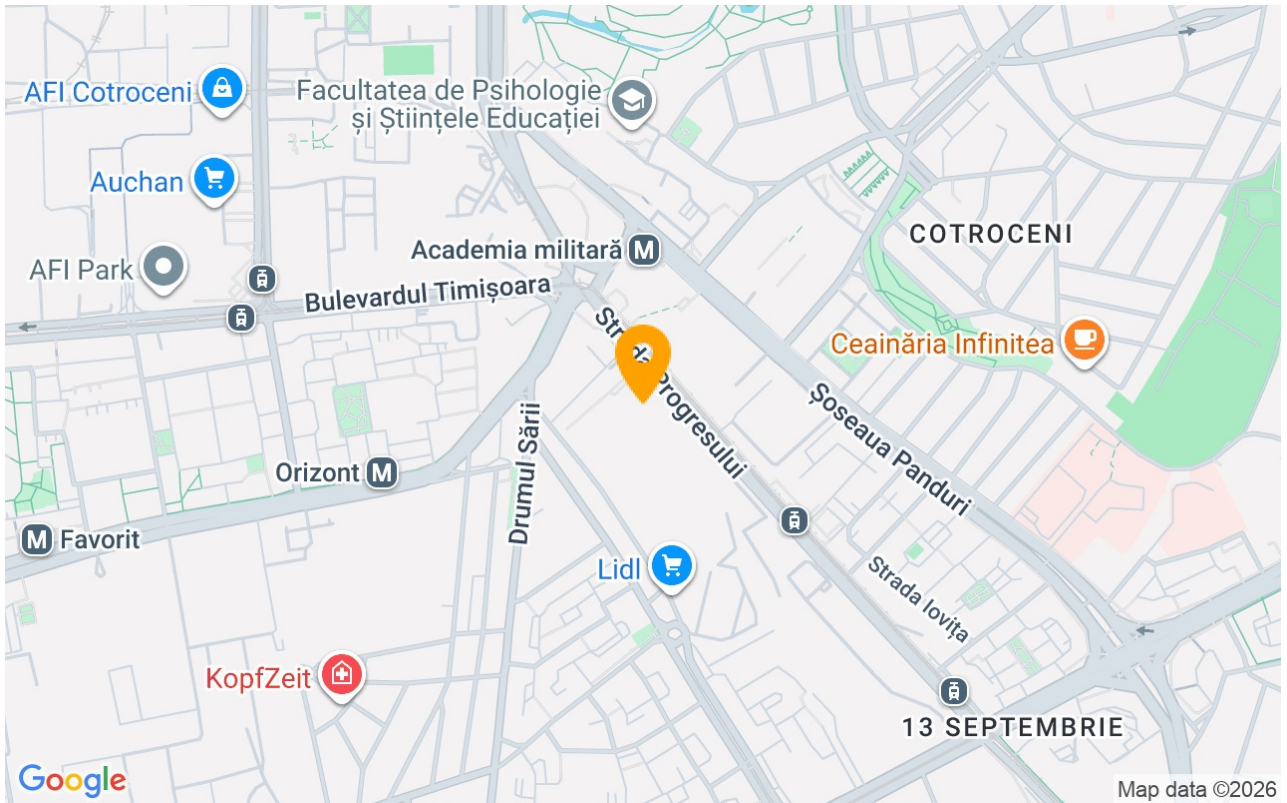 AFI Cotroceni
Facultatea de Psihologie
și Științele Educației
Auchan
COTROCENI
Academia militară M
AFI Park
Bulevardul Timișoara
Strada Progresului
Ceainăria Infinitea
Șoseaua Panduri
Drumul Sării
Orizont M
M Favorit
Lidl
Strada Iovița
KopfZeit
13 SEPTEMBRIE
Google
Map data ©2026